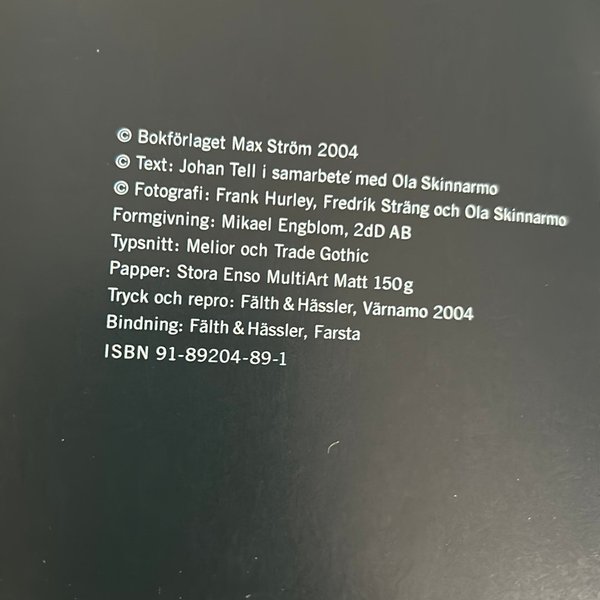 © Bokförlaget Max Ström 2004
© Text: Johan Tell i samarbete med Ola Skinnarmo
© Fotografi: Frank Hurley, Fredrik Sträng och Ola Skinnarmo
Formgivning: Mikael Engblom, 2dD AB
Typsnitt: Melior och Trade Gothic
Papper: Stora Enso MultiArt Matt 150g
Tryck och repro: Fälth & Hässler, Värnamo 2004
Bindning: Fälth & Hässler, Farsta
ISBN 91-89204-89-1